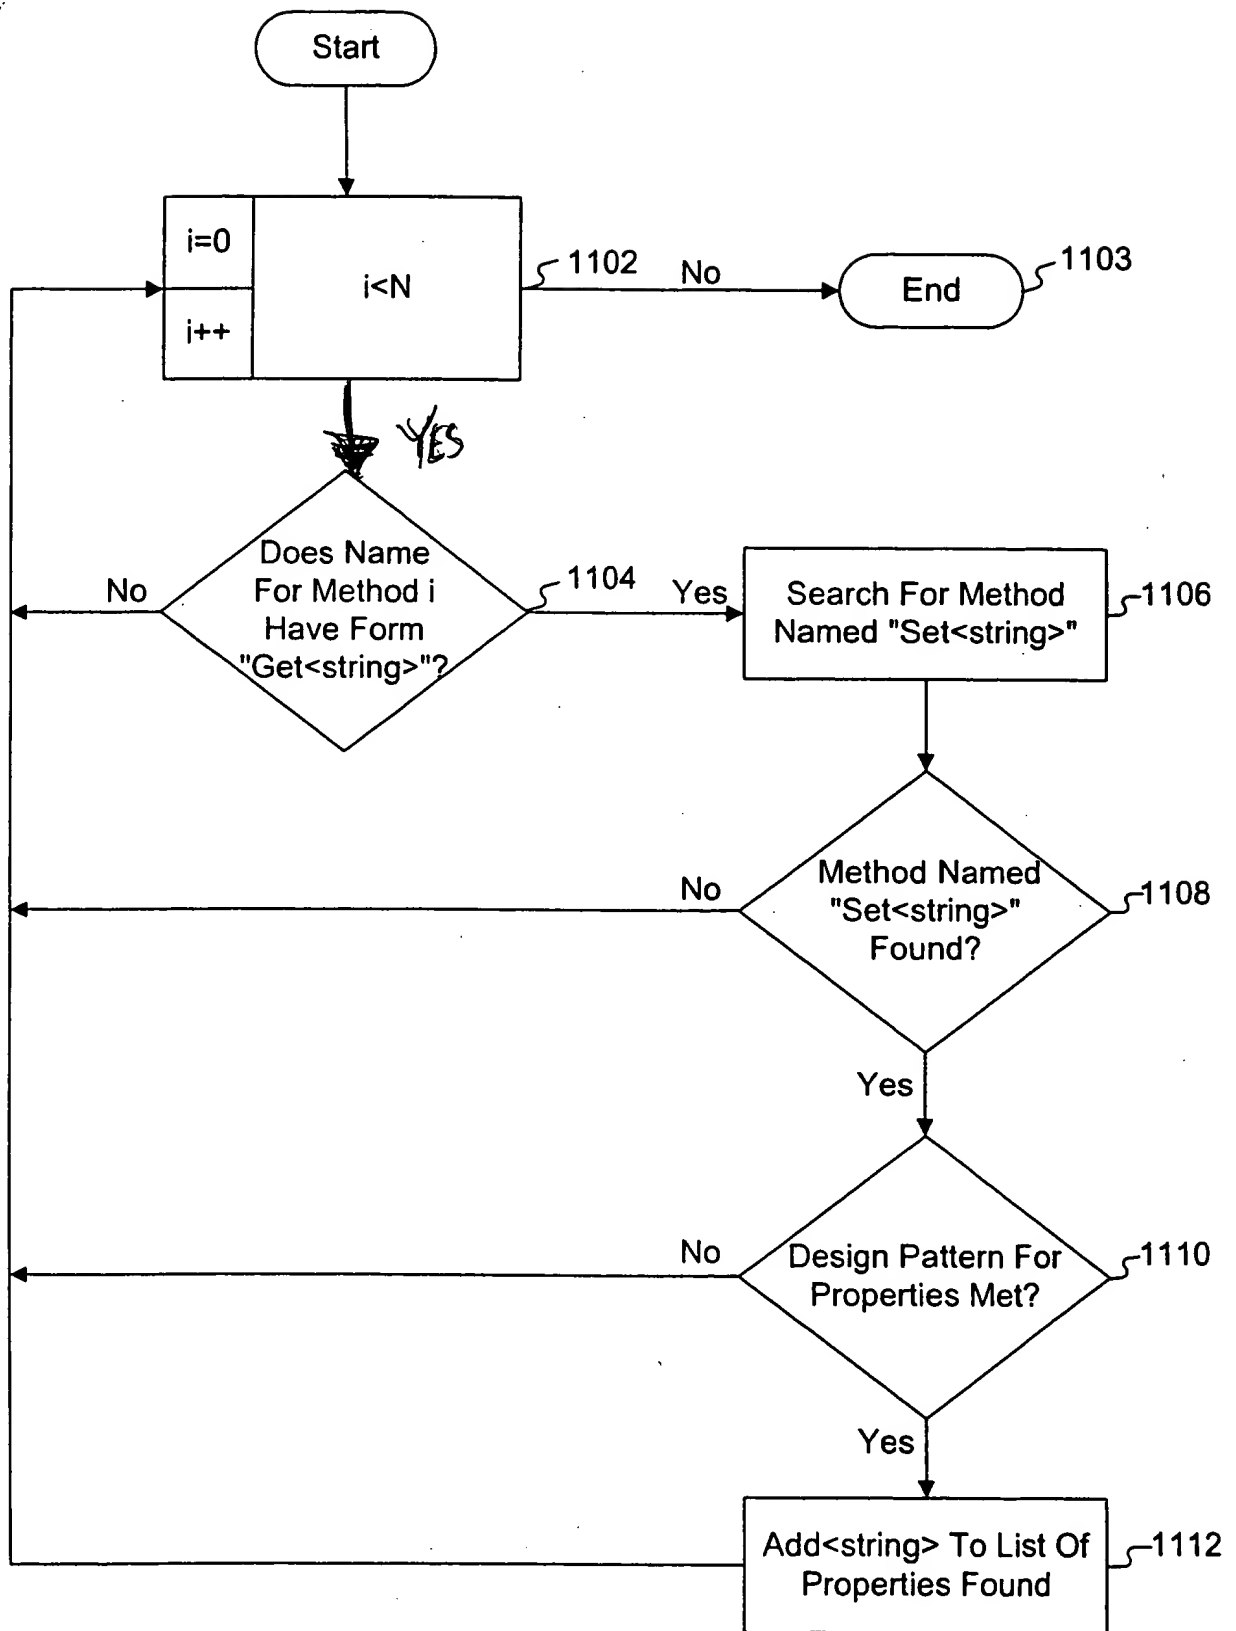 Start
i=0
i<N
i++
1102
No
End
1103
YES
Does Name
For Method i
Have Form
"Get<string>"?
No
1104
Yes
Search For Method
Named "Set<string>"
1106
Method Named
"Set<string>"
Found?
No
1108
Yes
Design Pattern For
Properties Met?
No
1110
Yes
Add<string> To List Of
Properties Found
1112